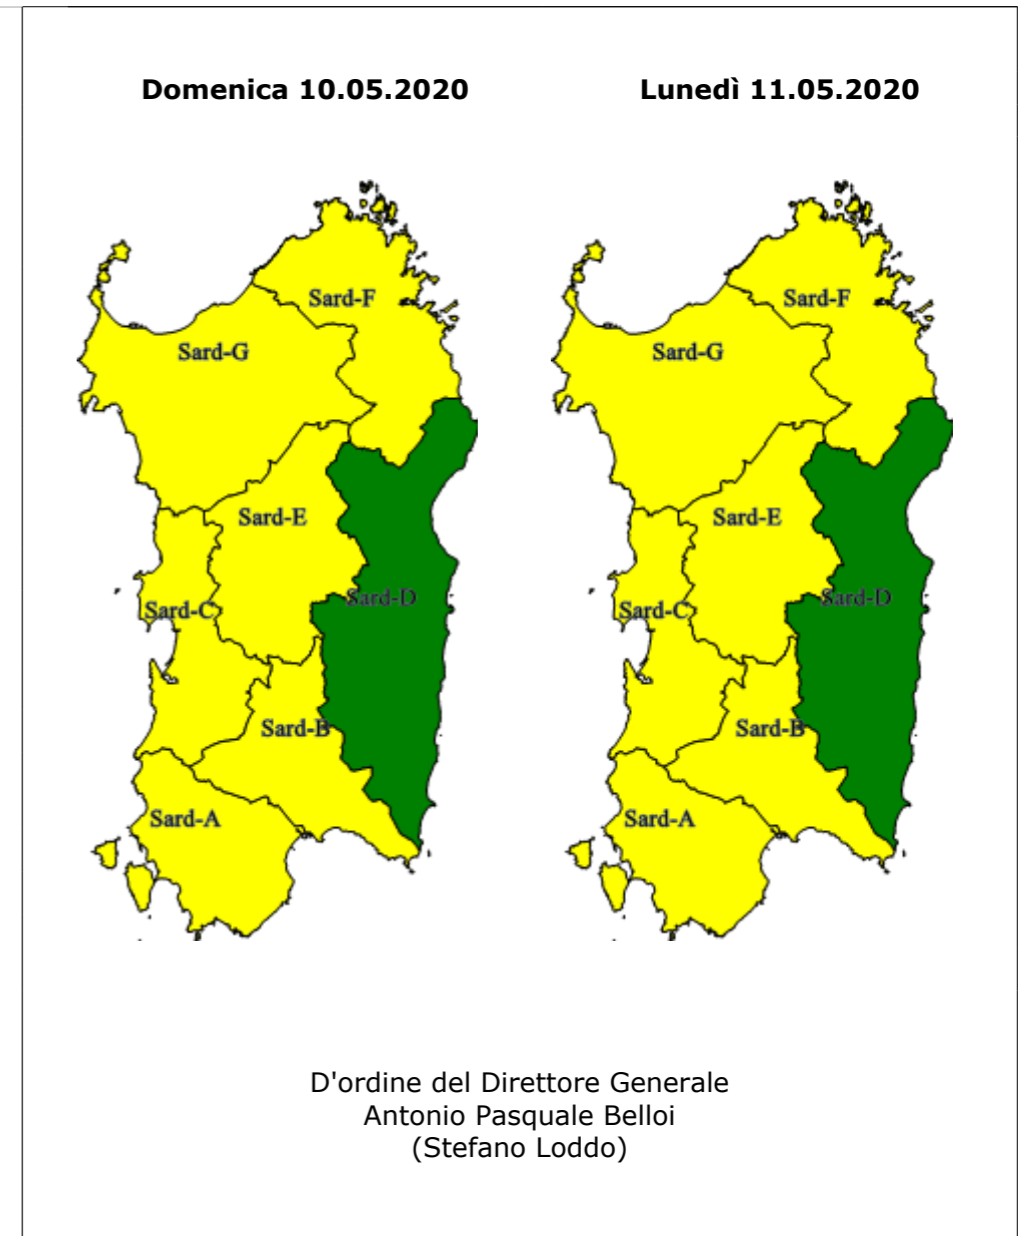 Domenica 10.05.2020
Lunedì 11.05.2020
Sard-F
Sard-G
Sard-E
Sard-D
Sard-C
Sard-B
Sard-A
Sard-F
Sard-G
Sard-E
Sard-D
Sard-C
Sard-B
Sard-A
D'ordine del Direttore Generale
Antonio Pasquale Belloi
(Stefano Loddo)